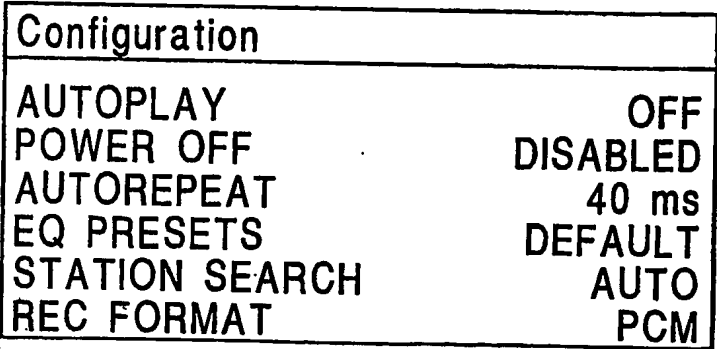 Configuration
AUTOPLAY OFF
POWER OFF DISABLED
AUTOREPEAT 40 ms
EQ PRESETS DEFAULT
STATION SEARCH AUTO
REC FORMAT PCM